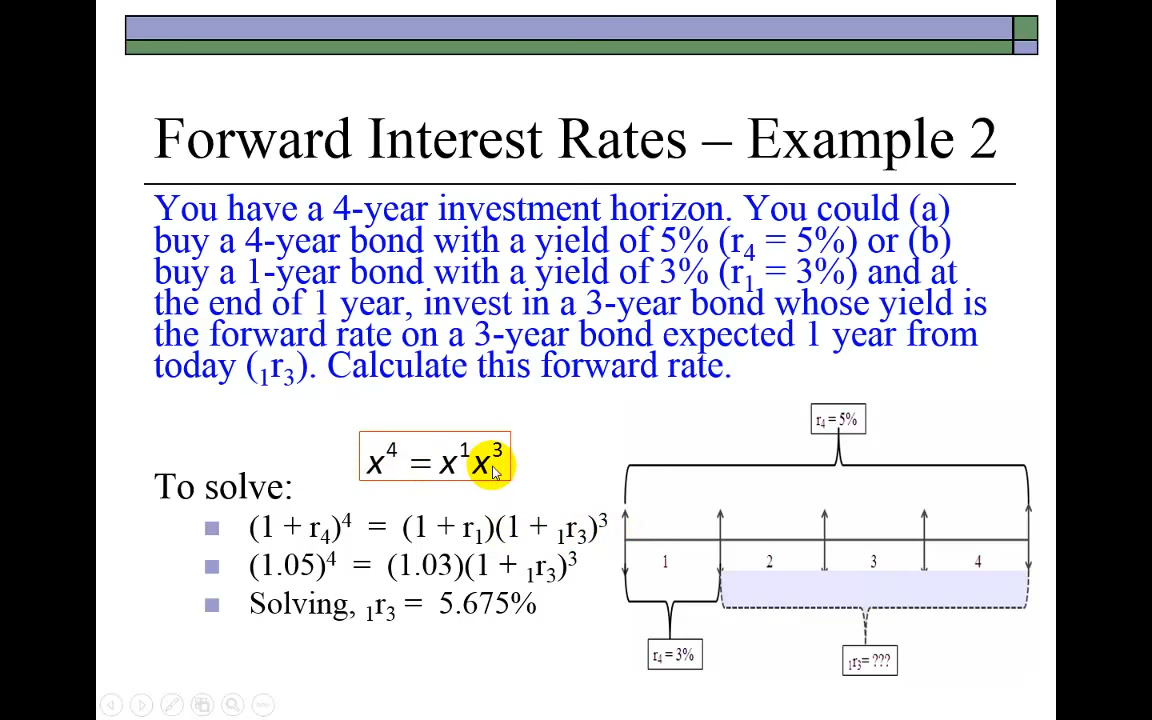 Forward Interest Rates – Example 2
You have a 4-year investment horizon. You could (a)
buy a 4-year bond with a yield of 5% (r₄ = 5%) or (b)
buy a 1-year bond with a yield of 3% (r₁ = 3%) and at
the end of 1 year, invest in a 3-year bond whose yield is
the forward rate on a 3-year bond expected 1 year from
today (₁r₃). Calculate this forward rate.
x⁴ = x¹x³
To solve:
(1 + r₄)⁴ = (1 + r₁)(1 + ₁r₃)³
(1.05)⁴ = (1.03)(1 + ₁r₃)³
Solving, ₁r₃ = 5.675%
r₄ = 5%
1 2 3 4
r₄ = 3%
₁r₃= ???